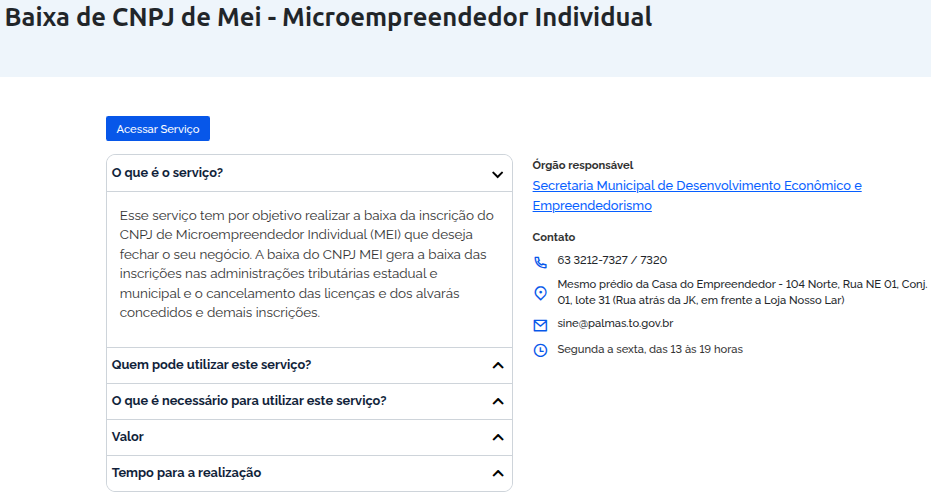 Baixa de CNPJ de Mei - Microempreendedor Individual
Acessar Serviço
O que é o serviço?
Esse serviço tem por objetivo realizar a baixa da inscrição do
CNPJ de Microempreendedor Individual (MEI) que deseja
fechar o seu negócio. A baixa do CNPJ MEI gera a baixa das
inscrições nas administrações tributárias estadual e
municipal e o cancelamento das licenças e dos alvarás
concedidos e demais inscrições.
Quem pode utilizar este serviço?
O que é necessário para utilizar este serviço?
Valor
Tempo para a realização
Órgão responsável
Secretaria Municipal de Desenvolvimento Econômico e
Empreendedorismo
Contato
63 3212-7327 / 7320
Mesmo prédio da Casa do Empreendedor - 104 Norte, Rua NE 01, Conj.
01, lote 31 (Rua atrás da JK, em frente a Loja Nosso Lar)
sine@palmas.to.gov.br
Segunda a sexta, das 13 às 19 horas